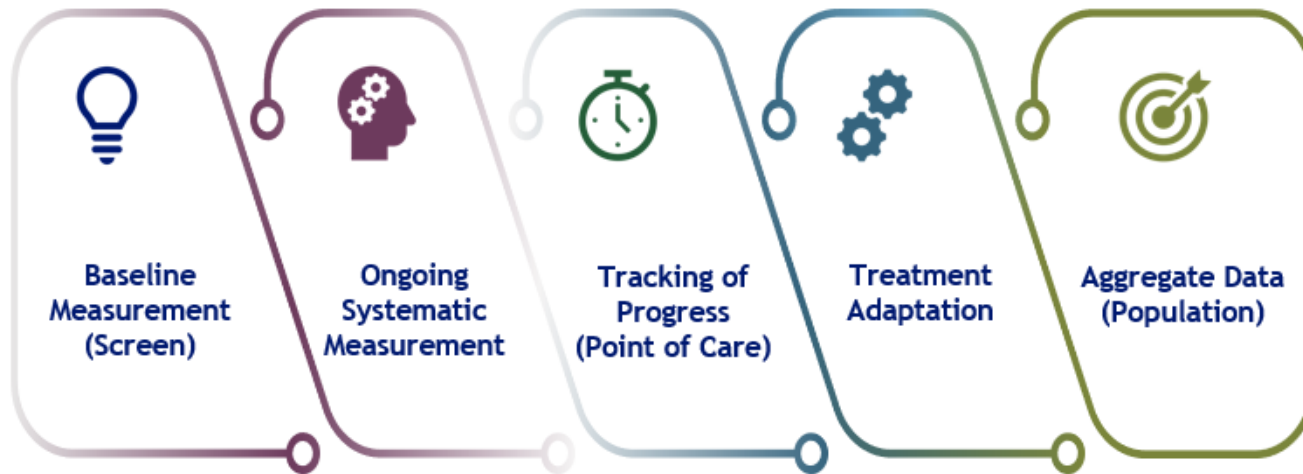 Baseline
Measurement
(Screen)
Ongoing
Systematic
Measurement
Tracking of
Progress
(Point of Care)
Treatment
Adaptation
Aggregate Data
(Population)